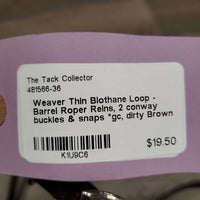 The Tack Collector
481566-36
Weaver Thin Biothane Loop -
Barrel Roper Reins, 2 conway
buckles & snaps *gc, dirty Brown
K1U9C6
$19.50